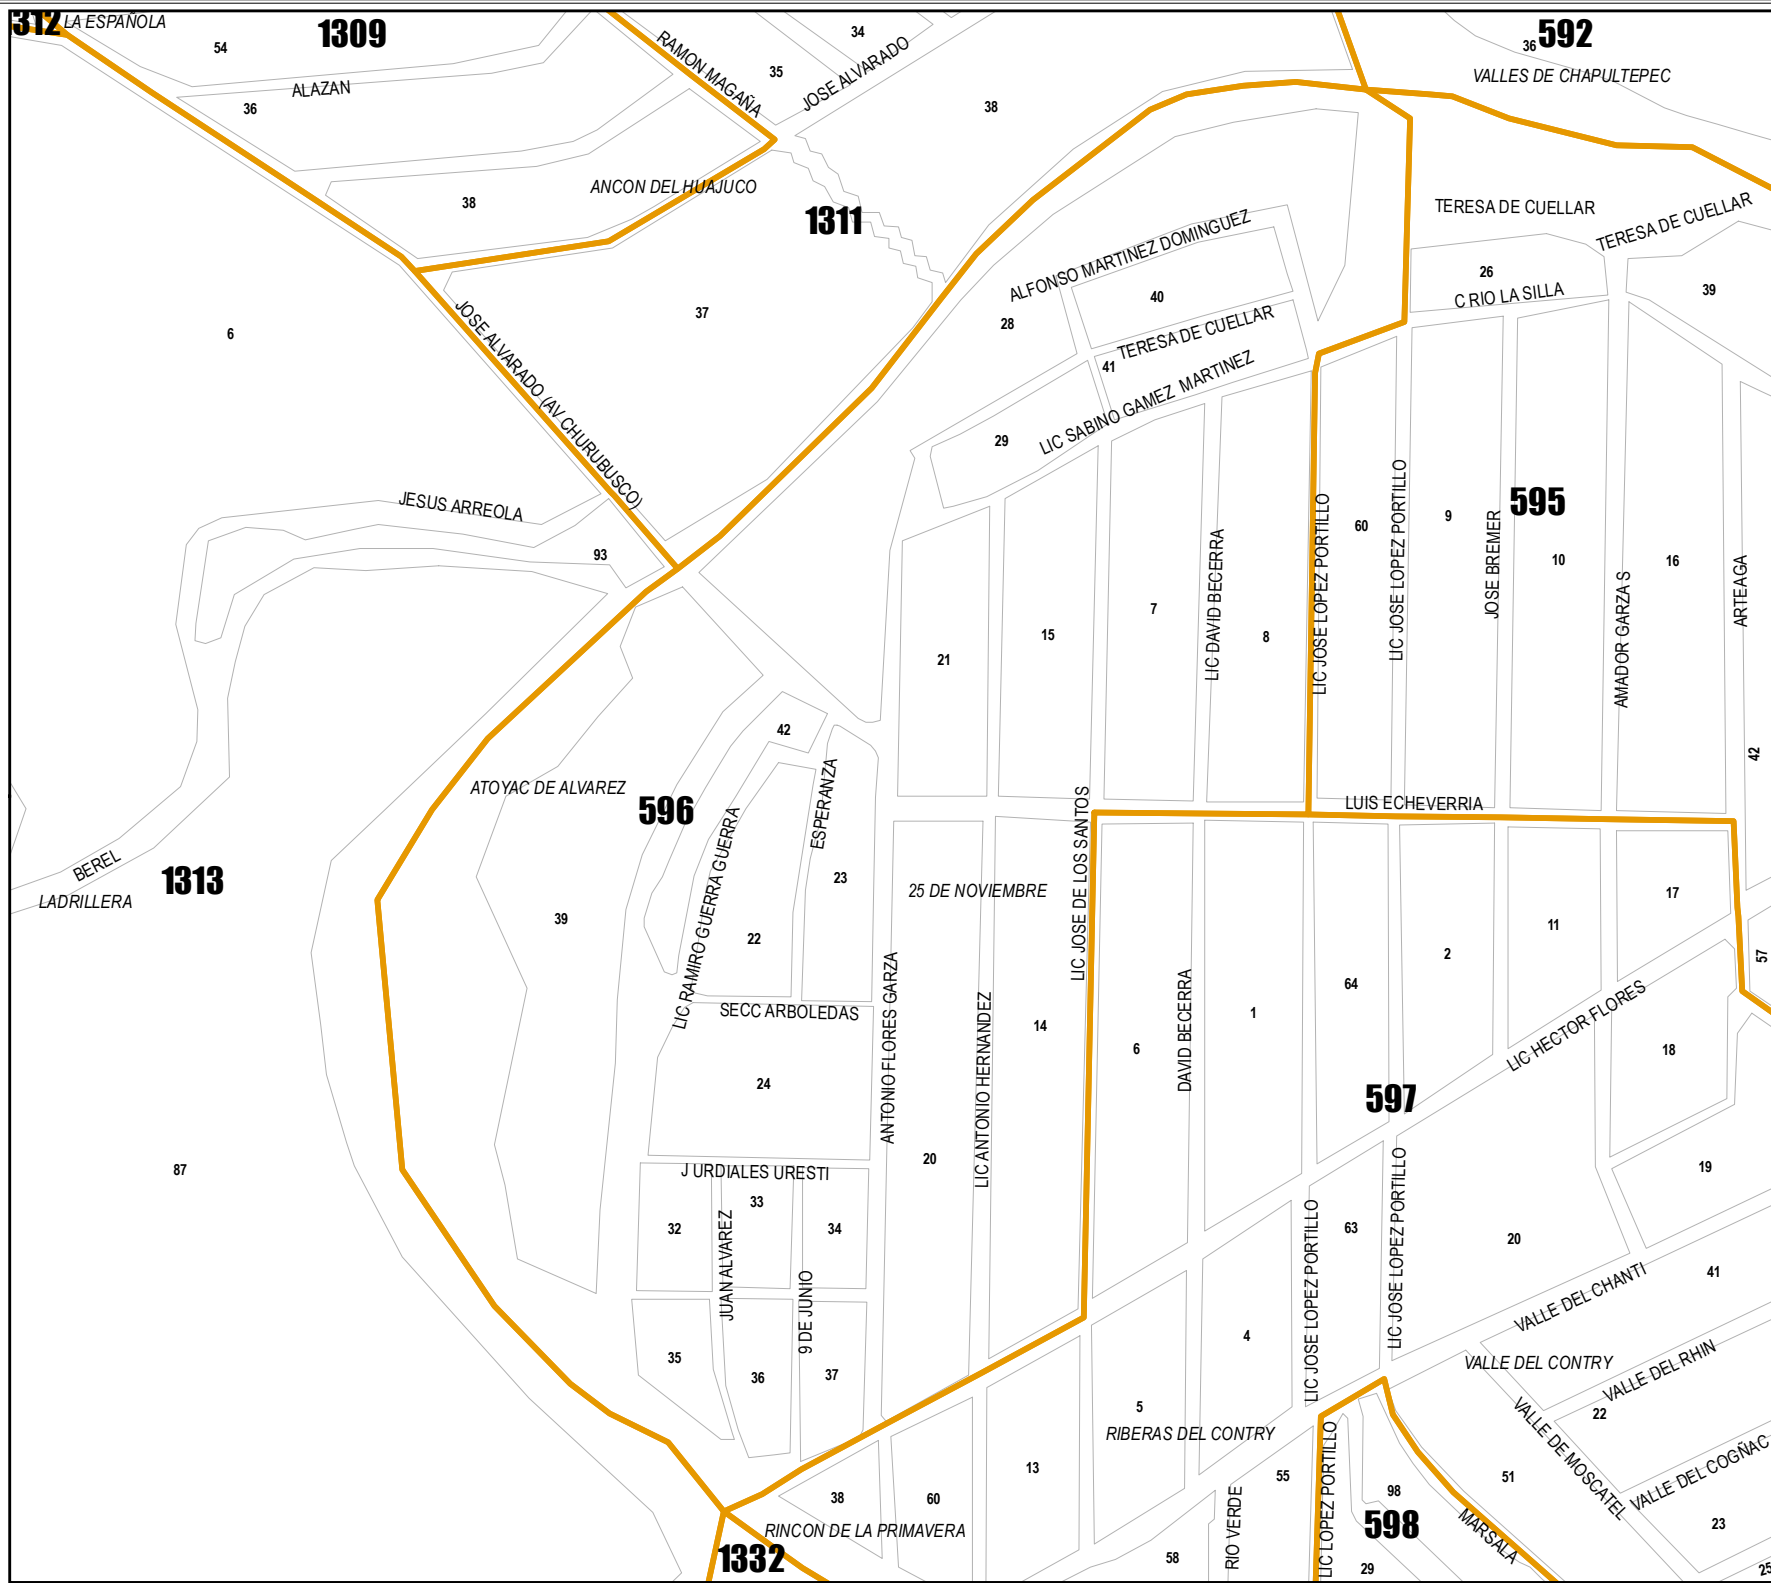 312
LA ESPAÑOLA
54
1309
ALAZAN
36
RAMON MAGAÑA
34
35
JOSE ALVARADO
38
36
592
VALLES DE CHAPULTEPEC
38
ANCON DEL HUAJUCO
1311
TERESA DE CUELLAR
TERESA DE CUELLAR
ALFONSO MARTINEZ DOMINGUEZ
40
26
C RIO LA SILLA
39
6
37
28
JOSE ALVARADO (AV CHURUBUSCO)
TERESA DE CUELLAR
41
LIC SABINO GAMEZ MARTINEZ
29
JESUS ARREOLA
93
LIC JOSE LOPEZ PORTILLO
60
LIC JOSE LOPEZ PORTILLO
9
595
JOSE BREMER
10
16
AMADOR GARZA S
ARTEAGA
7
LIC DAVID BECERRA
8
15
21
42
42
ATOYAC DE ALVAREZ
596
ESPERANZA
LIC RAMIRO GUERRA GUERRA
LIC JOSE DE LOS SANTOS
LUIS ECHEVERRIA
BEREL
1313
LADRILLERA
23
25 DE NOVIEMBRE
17
39
22
11
2
57
64
LIC RAMIRO GUERRA GUERRA
SECC ARBOLEDAS
ANTONIO FLORES GARZA
LIC ANTONIO HERNANDEZ
14
6
DAVID BECERRA
1
LIC HECTOR FLORES
18
24
597
87
J URDIALES URESTI
20
19
33
32
34
JUAN ALVAREZ
9 DE JUNIO
LIC JOSE LOPEZ PORTILLO
63
LIC JOSE LOPEZ PORTILLO
20
41
VALLE DEL CHANTI
35
36
37
4
VALLE DEL CONTRY
VALLE DEL RHIN
5
RIBERAS DEL CONTRY
22
VALLE DE MOSCATEL
VALLE DEL COGÑAC
13
55
LIC LOPEZ PORTILLO
98
51
38
60
RIO VERDE
598
MARSALA
23
RINCON DE LA PRIMAVERA
1332
58
29
25